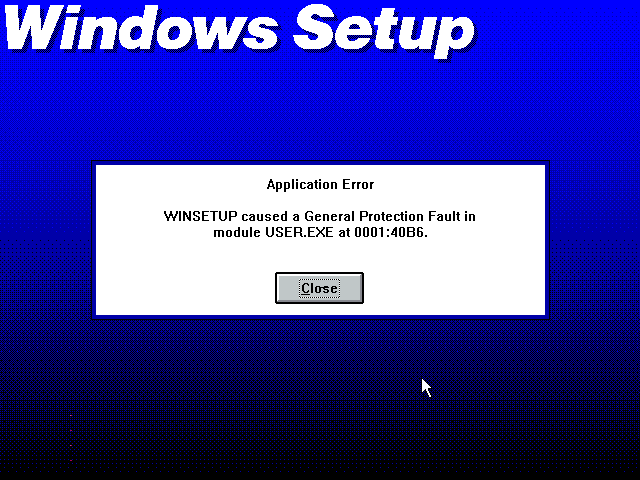 Windows Setup
Application Error
WINSETUP caused a General Protection Fault in
module USER.EXE at 0001:40B6.
Close